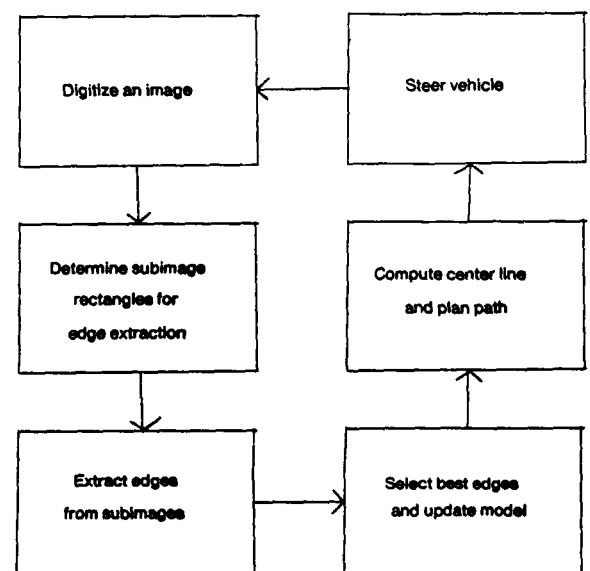 Digitize an image
Steer vehicle
Determine subimage
rectangles for
edge extraction
Compute center line
and plan path
Extract edges
from subimages
Select best edges
and update model